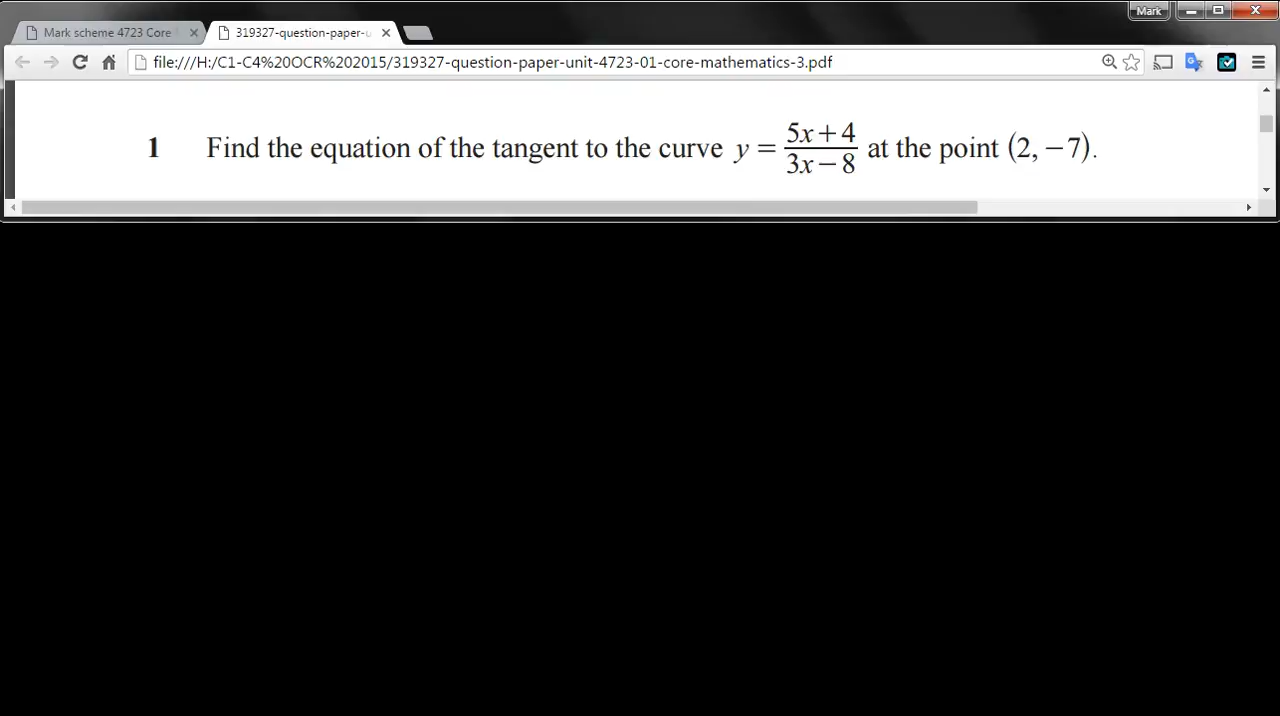 Mark
Mark scheme 4723 Core
319327-question-paper-u
file:///H:/C1-C4%20OCR%202015/319327-question-paper-unit-4723-01-core-mathematics-3.pdf
1 Find the equation of the tangent to the curve y = (5x+4)/(3x−8) at the point (2, −7).